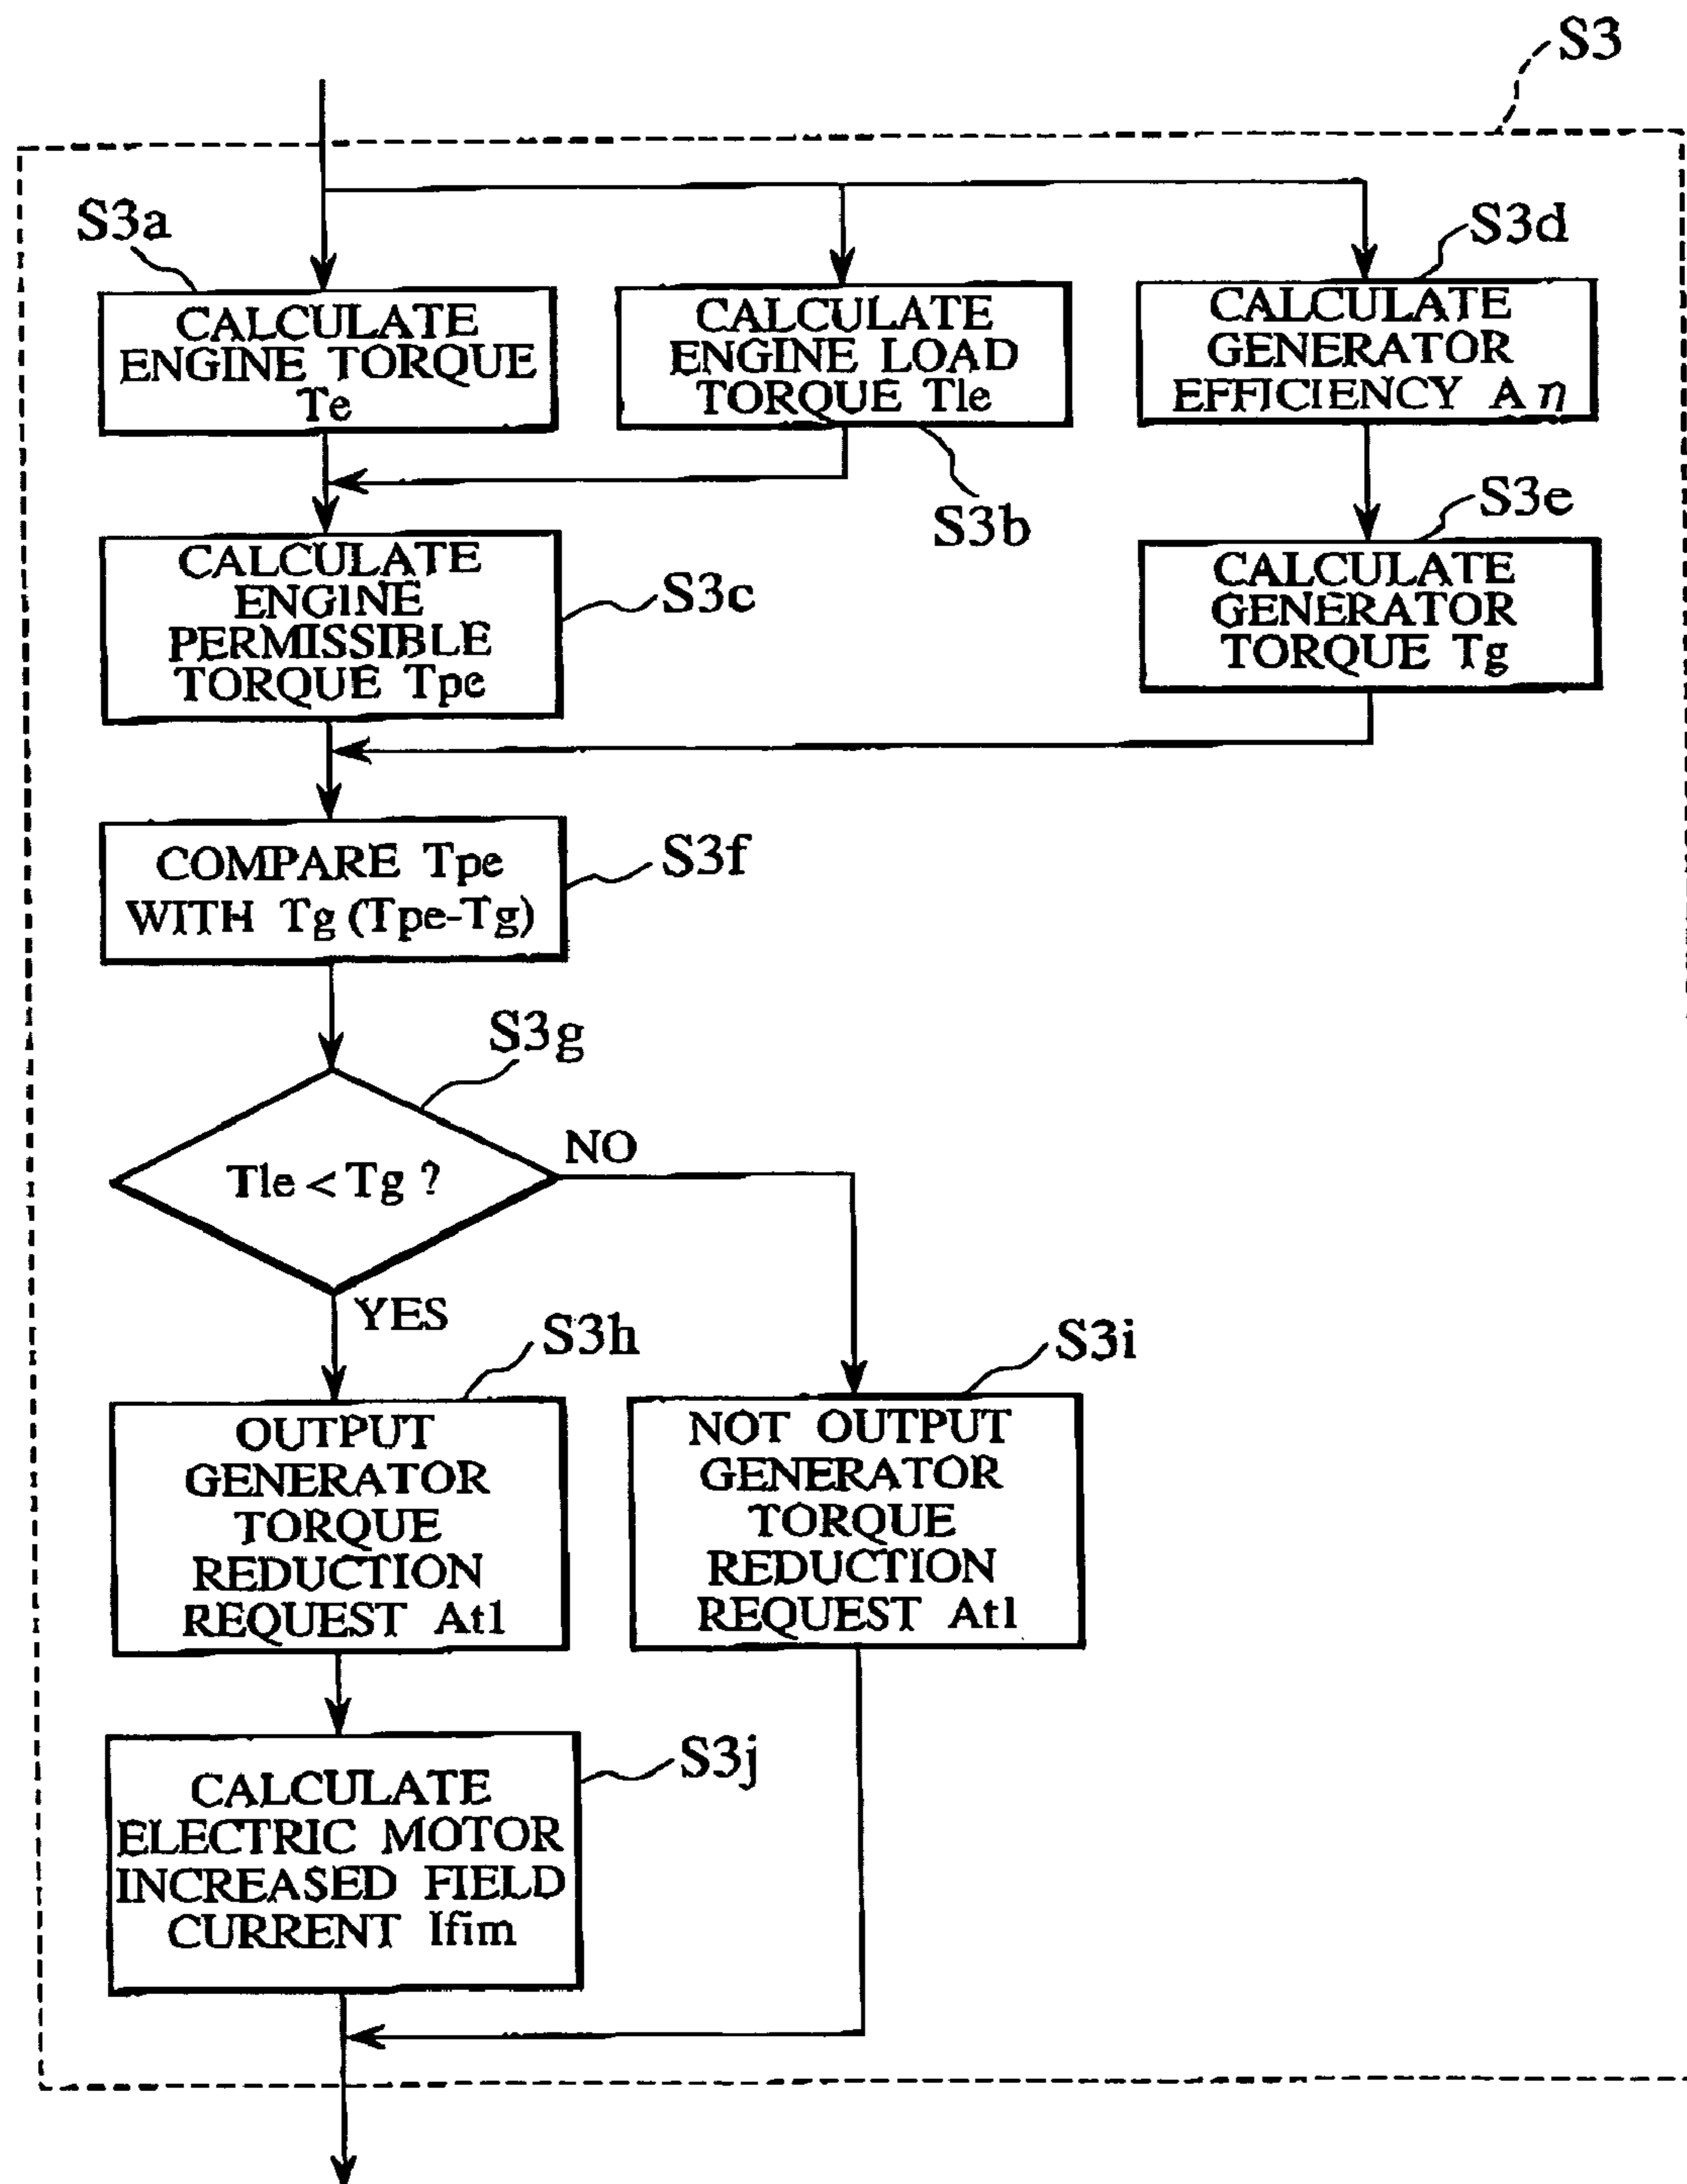 S3
S3a
CALCULATE
ENGINE TORQUE
Te
CALCULATE
ENGINE LOAD
TORQUE Tle
S3b
S3d
CALCULATE
GENERATOR
EFFICIENCY A η
CALCULATE
ENGINE
PERMISSIBLE
TORQUE Tpe
S3c
S3e
CALCULATE
GENERATOR
TORQUE Tg
COMPARE Tpe
WITH Tg (Tpe-Tg)
S3f
S3g
Tle < Tg ?
NO
YES
S3h
OUTPUT
GENERATOR
TORQUE
REDUCTION
REQUEST At1
S3i
NOT OUTPUT
GENERATOR
TORQUE
REDUCTION
REQUEST At1
S3j
CALCULATE
ELECTRIC MOTOR
INCREASED FIELD
CURRENT Ifim